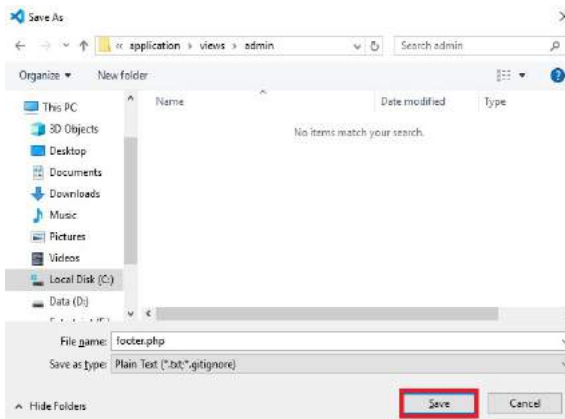 Save As
« application › views › admin
Search admin
Organize
New folder
Name
Date modified
Type
No items match your search.
This PC
3D Objects
Desktop
Documents
Downloads
Music
Pictures
Videos
Local Disk (C:)
Data (D:)
File name: footer.php
Save as type: Plain Text (*.txt;*.gitignore)
Hide Folders
Save
Cancel